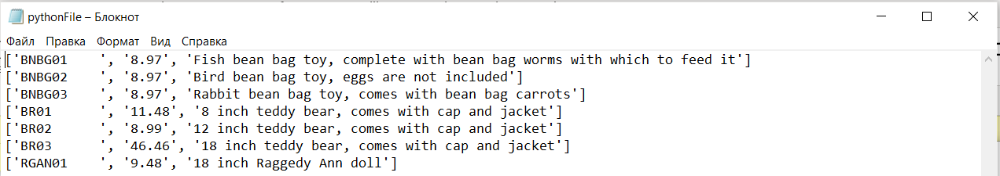 pythonFile – Блокнот
Файл Правка Формат Вид Справка
['BNBG01    ', '8.97', 'Fish bean bag toy, complete with bean bag worms with which to feed it']
['BNBG02    ', '8.97', 'Bird bean bag toy, eggs are not included']
['BNBG03    ', '8.97', 'Rabbit bean bag toy, comes with bean bag carrots']
['BR01      ', '11.48', '8 inch teddy bear, comes with cap and jacket']
['BR02      ', '8.99', '12 inch teddy bear, comes with cap and jacket']
['BR03      ', '46.46', '18 inch teddy bear, comes with cap and jacket']
['RGAN01    ', '9.48', '18 inch Raggedy Ann doll']